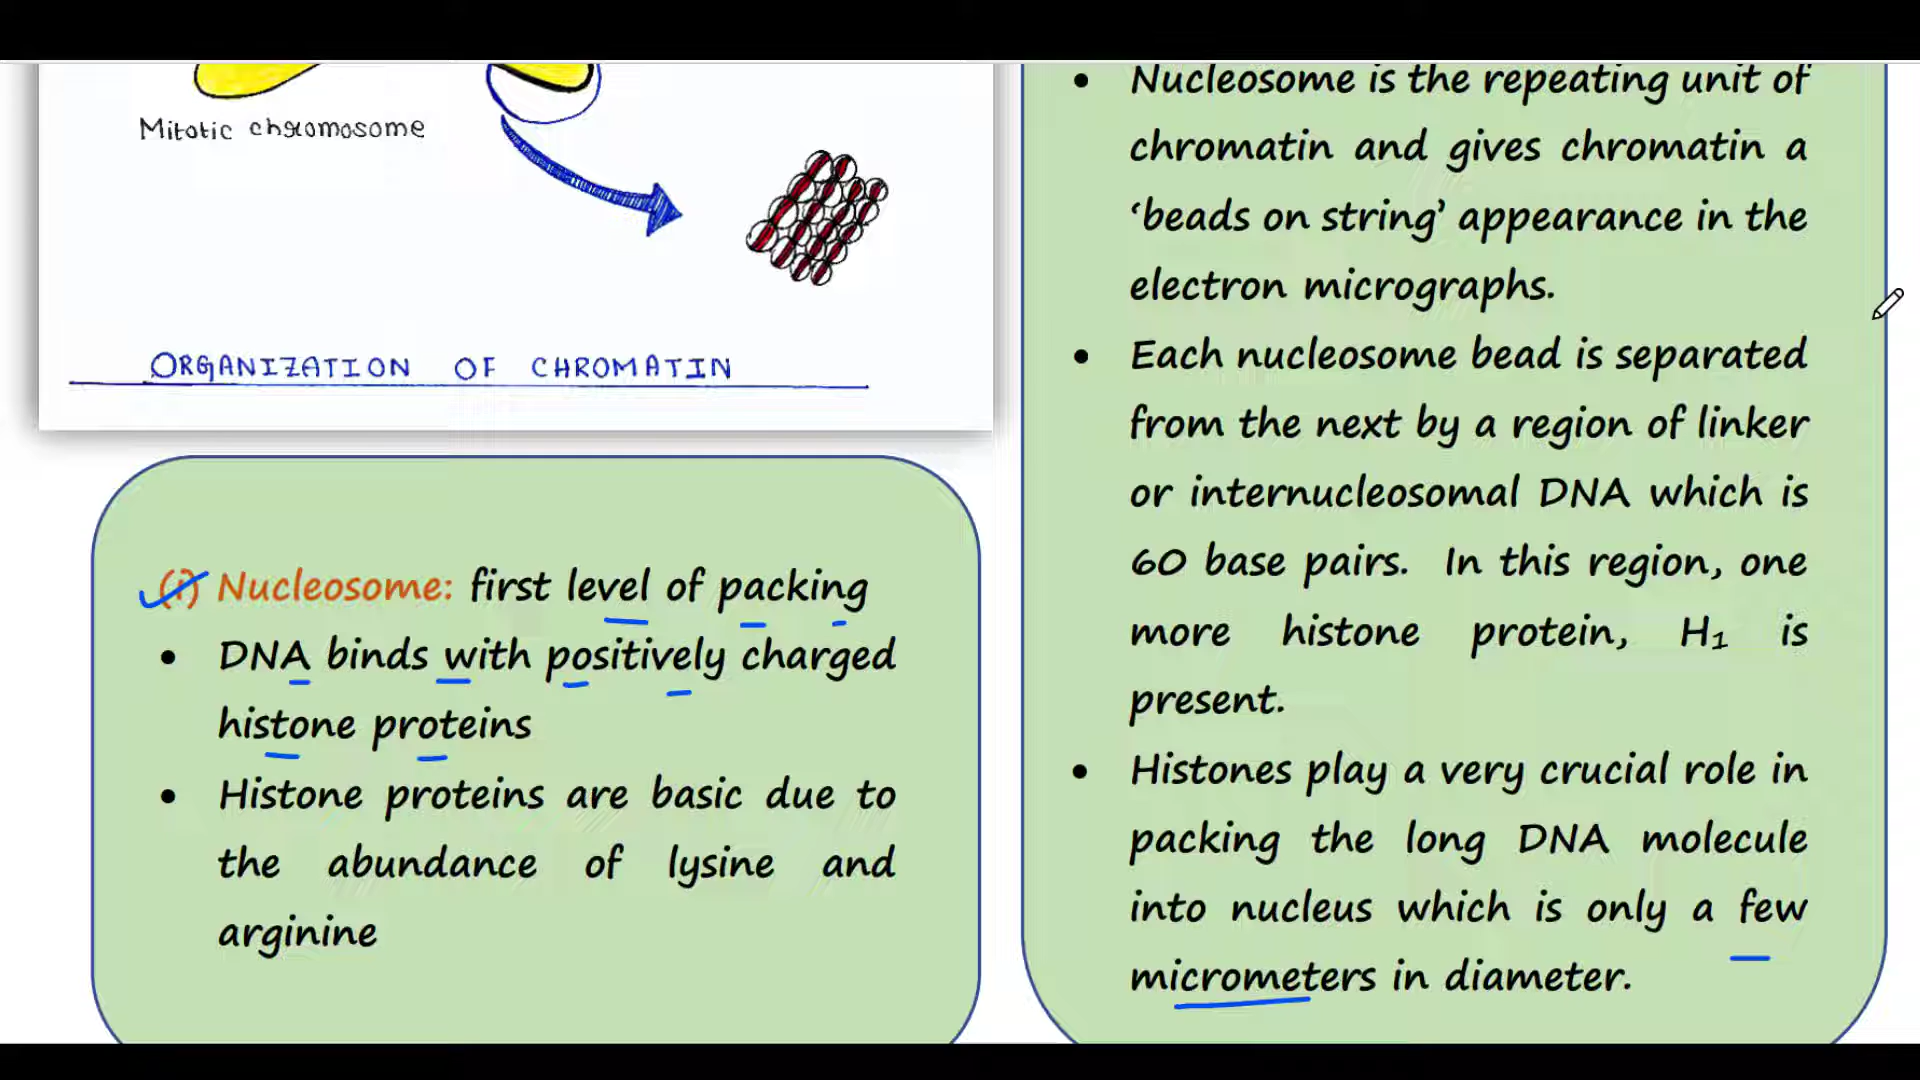 Mitotic chromosome
ORGANIZATION OF CHROMATIN
(i) Nucleosome: first level of packing
• DNA binds with positively charged
histone proteins
• Histone proteins are basic due to
the abundance of lysine and
arginine
• Nucleosome is the repeating unit of
chromatin and gives chromatin a
‘beads on string’ appearance in the
electron micrographs.
• Each nucleosome bead is separated
from the next by a region of linker
or internucleosomal DNA which is
60 base pairs. In this region, one
more histone protein, H₁ is
present.
• Histones play a very crucial role in
packing the long DNA molecule
into nucleus which is only a few
micrometers in diameter.